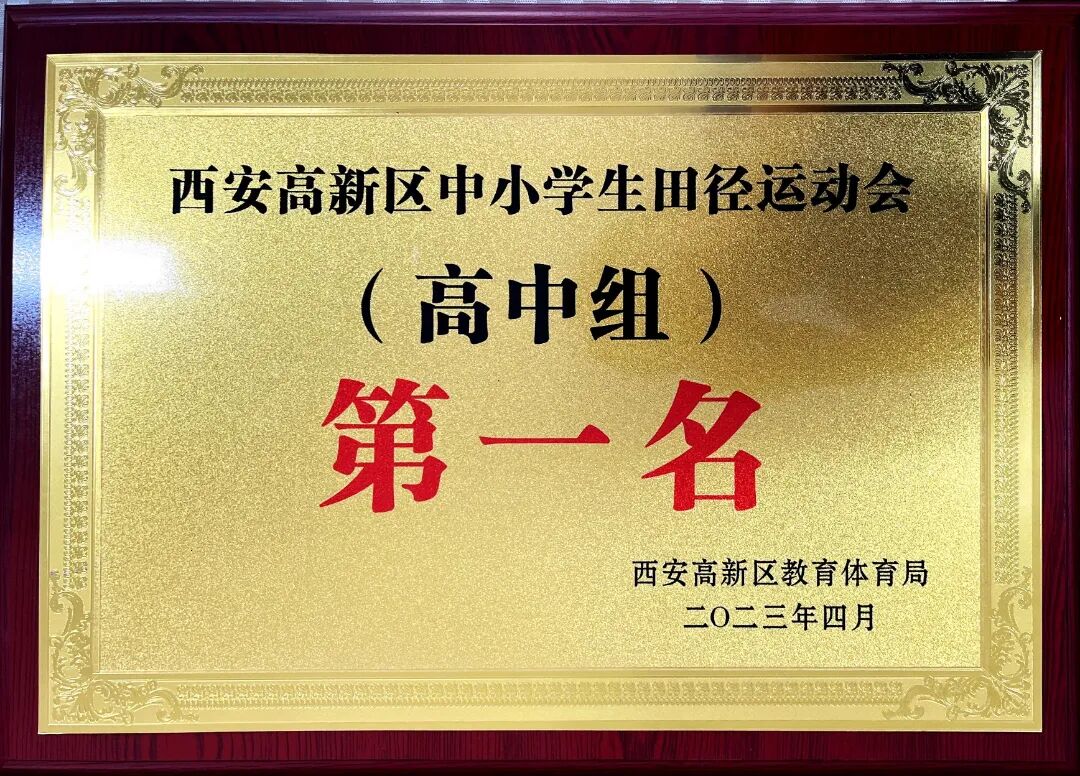 西安高新区中小学生田径运动会
（高中组）
第一名
西安高新区教育体育局
二〇二三年四月